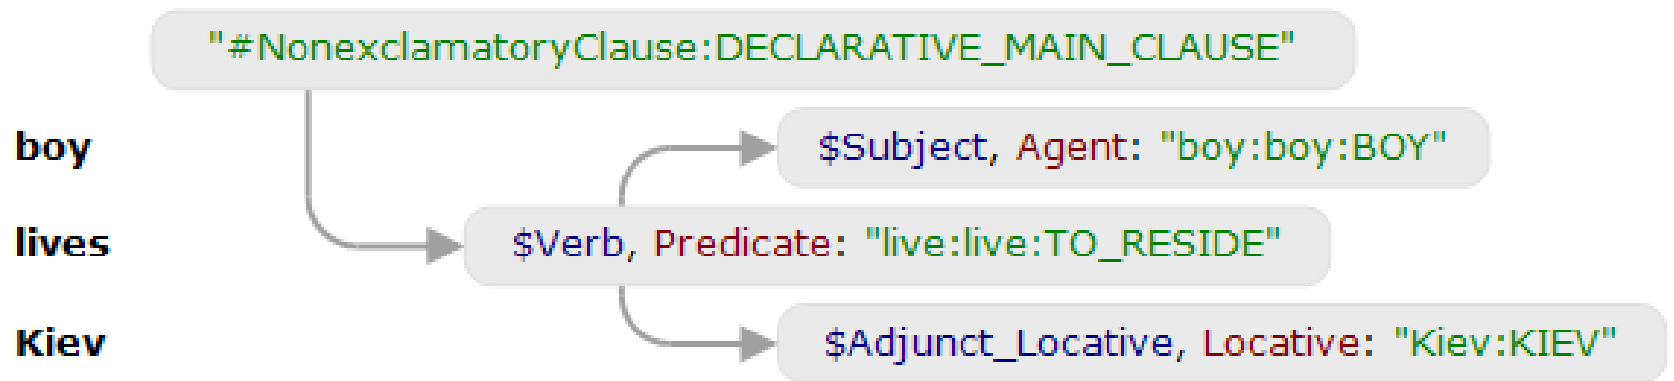 "#NonexclamatoryClause:DECLARATIVE_MAIN_CLAUSE"
boy $Subject, Agent: "boy:boy:BOY"
lives $Verb, Predicate: "live:live:TO_RESIDE"
Kiev $Adjunct_Locative, Locative: "Kiev:KIEV"